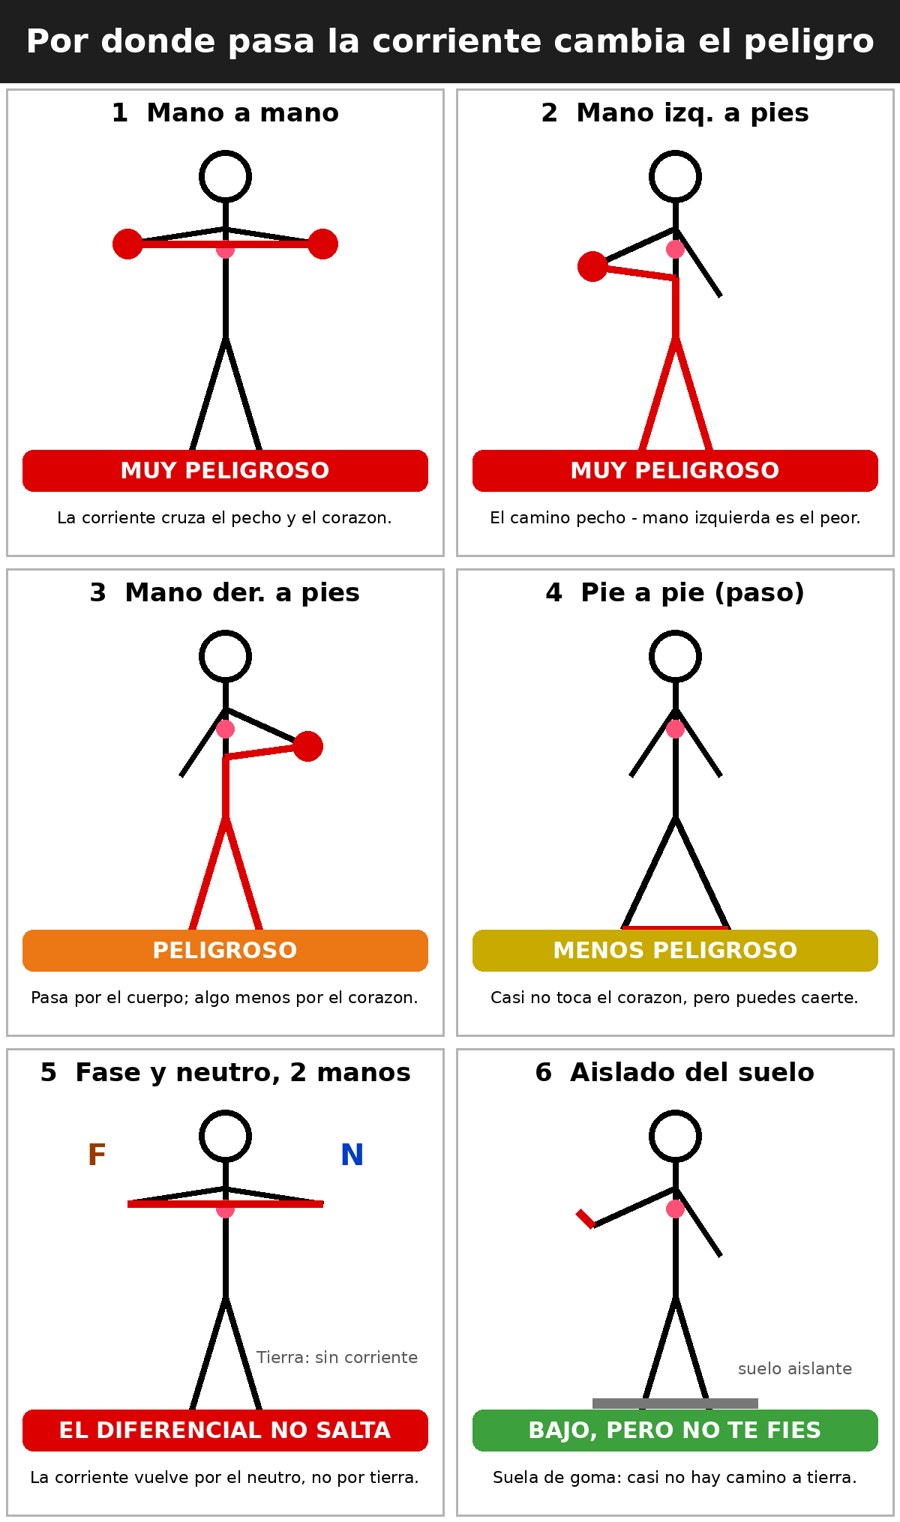 Por donde pasa la corriente cambia el peligro
1 Mano a mano
MUY PELIGROSO
La corriente cruza el pecho y el corazon.
2 Mano izq. a pies
MUY PELIGROSO
El camino pecho - mano izquierda es el peor.
3 Mano der. a pies
PELIGROSO
Pasa por el cuerpo; algo menos por el corazon.
4 Pie a pie (paso)
MENOS PELIGROSO
Casi no toca el corazon, pero puedes caerte.
5 Fase y neutro, 2 manos
F
N
Tierra: sin corriente
EL DIFERENCIAL NO SALTA
La corriente vuelve por el neutro, no por tierra.
6 Aislado del suelo
suelo aislante
BAJO, PERO NO TE FIES
Suela de goma: casi no hay camino a tierra.